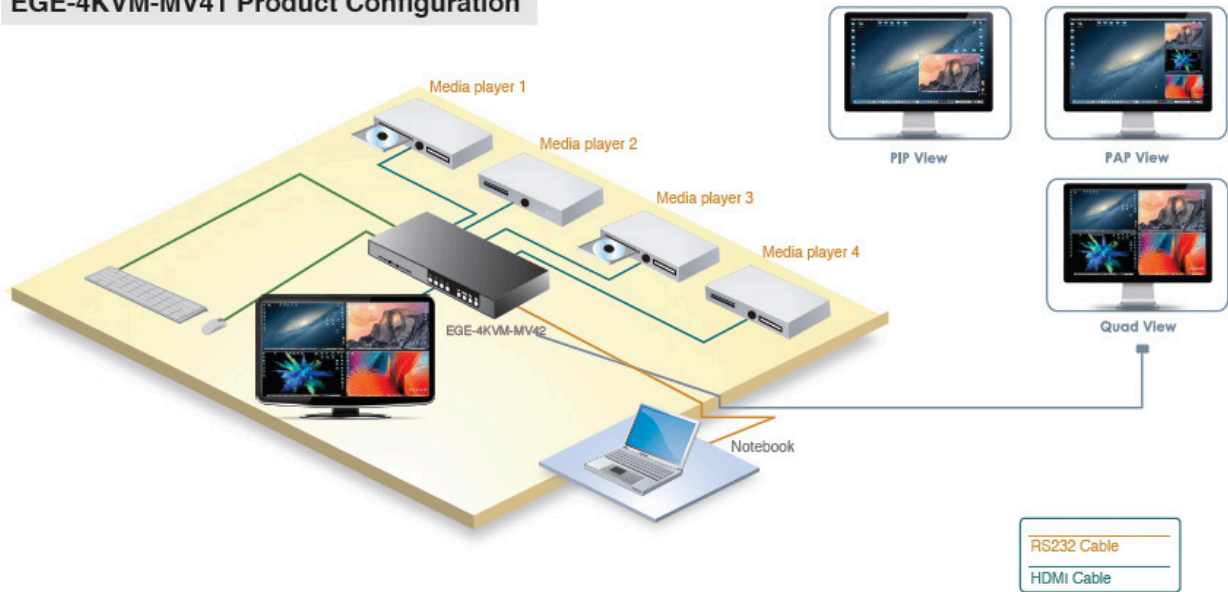 EGE-4KVM-MV41 Product Configuration
Media player 1
Media player 2
Media player 3
Media player 4
EGE-4KVM-MV42
Notebook
PIP View
PAP View
Quad View
RS232 Cable
HDMI Cable